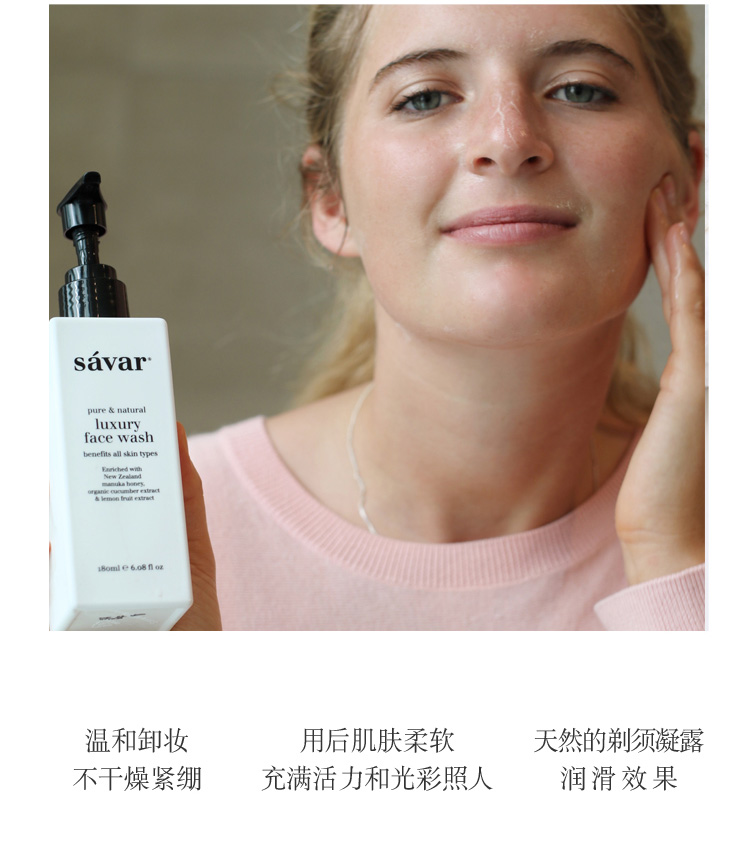 sávar
pure & natural
luxury
face wash
benefits all skin types
Enriched with
New Zealand
manuka honey,
organic cucumber extract
& lemon fruit extract
180ml ℮ 6.08 fl oz
温和卸妆
不干燥紧绷
用后肌肤柔软
充满活力和光彩照人
天然的剃须凝露
润滑效果